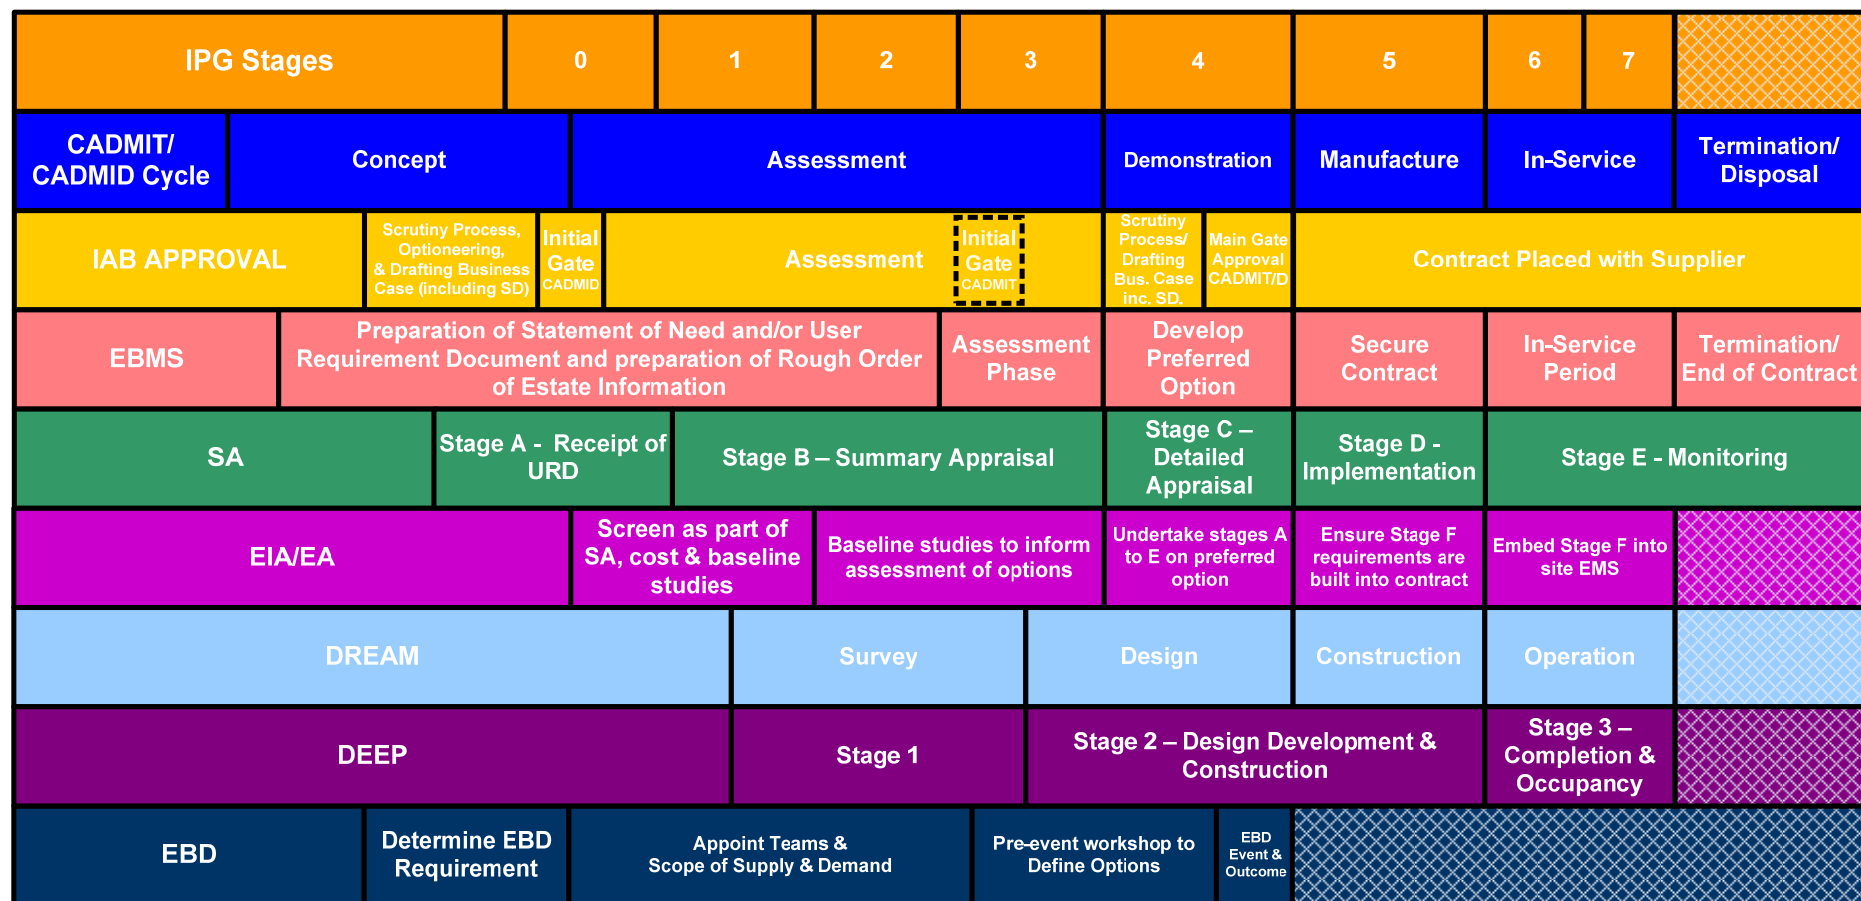 IPG Stages
0
1
2
3
4
5
6
7
CADMIT/
CADMID Cycle
Concept
Assessment
Demonstration
Manufacture
In-Service
Termination/
Disposal
IAB APPROVAL
Scrutiny Process,
Optioneering,
& Drafting Business
Case (including SD)
Initial
Gate
CADMID
Assessment
Initial
Gate
CADMIT
Scrutiny
Process/
Drafting
Bus. Case
inc. SD.
Main Gate
Approval
CADMIT/D
Contract Placed with Supplier
EBMS
Preparation of Statement of Need and/or User
Requirement Document and preparation of Rough Order
of Estate Information
Assessment
Phase
Develop
Preferred
Option
Secure
Contract
In-Service
Period
Termination/
End of Contract
SA
Stage A - Receipt of
URD
Stage B – Summary Appraisal
Stage C –
Detailed
Appraisal
Stage D -
Implementation
Stage E - Monitoring
EIA/EA
Screen as part of
SA, cost & baseline
studies
Baseline studies to inform
assessment of options
Undertake stages A
to E on preferred
option
Ensure Stage F
requirements are
built into contract
Embed Stage F into
site EMS
DREAM
Survey
Design
Construction
Operation
DEEP
Stage 1
Stage 2 – Design Development &
Construction
Stage 3 –
Completion &
Occupancy
EBD
Determine EBD
Requirement
Appoint Teams &
Scope of Supply & Demand
Pre-event workshop to
Define Options
EBD
Event &
Outcome